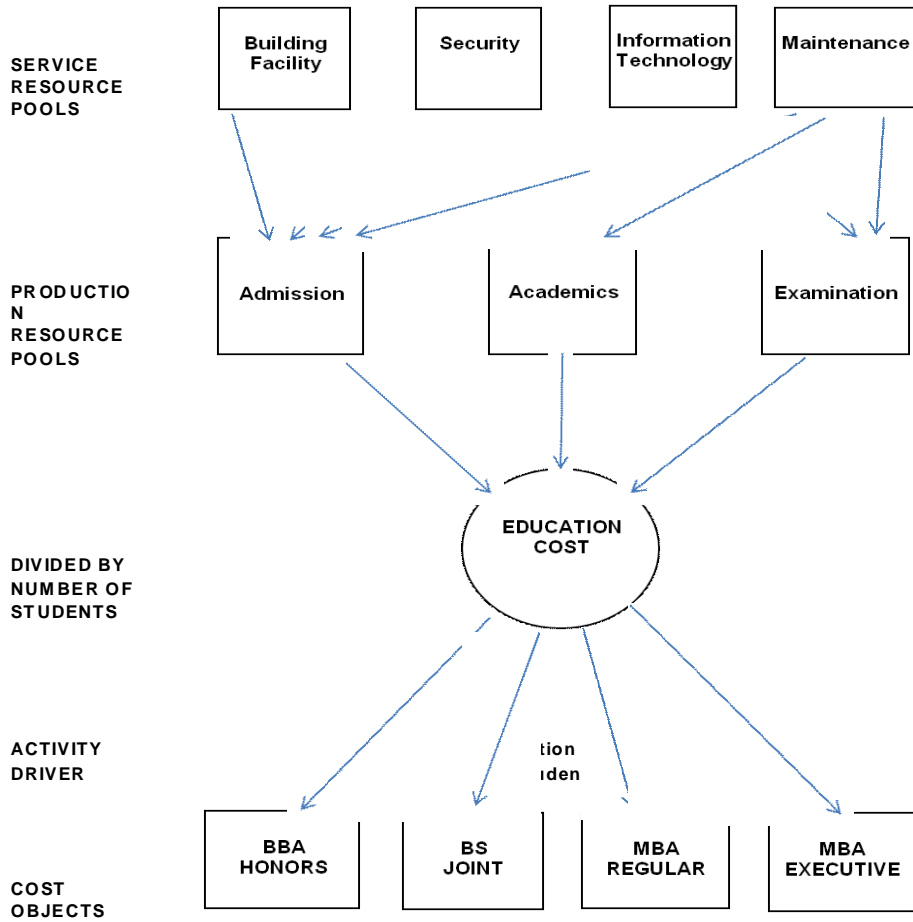 SERVICE
RESOURCE
POOLS
Building
Facility
Security
Information
Technology
Maintenance
PRODUCTIO
N
RESOURCE
POOLS
Admission
Academics
Examination
DIVIDED BY
NUMBER OF
STUDENTS
EDUCATION
COST
ACTIVITY
DRIVER
tion
uden
COST
OBJECTS
BBA
HONORS
BS
JOINT
MBA
REGULAR
MBA
EXECUTIVE